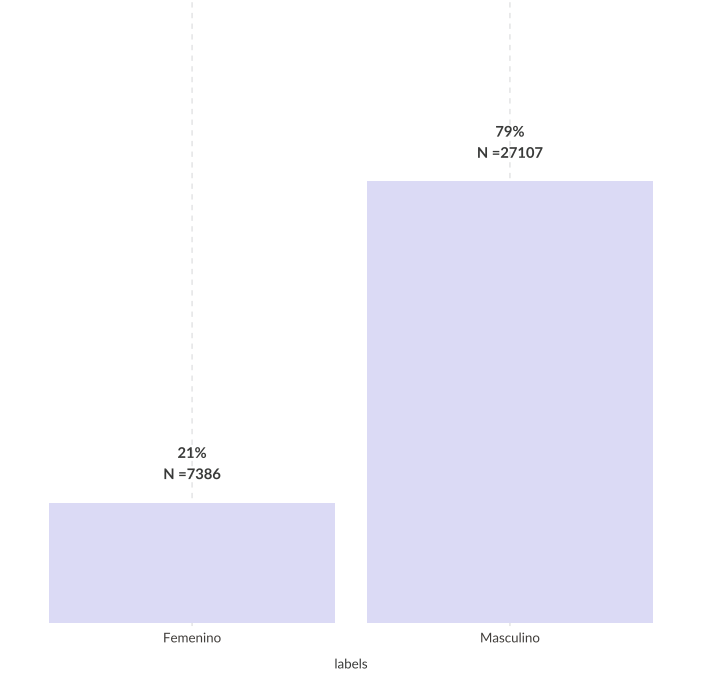 79%
N =27107
21%
N =7386
Femenino
Masculino
labels